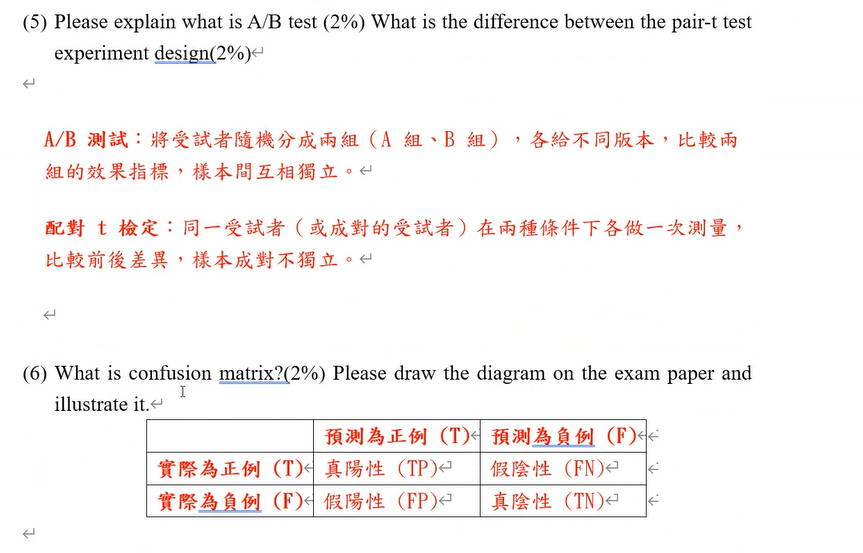 (5) Please explain what is A/B test (2%) What is the difference between the pair-t test
experiment design(2%)
A/B 測試：將受試者隨機分成兩組（A 組、B 組），各給不同版本，比較兩
組的效果指標，樣本間互相獨立。
配對 t 檢定：同一受試者（或成對的受試者）在兩種條件下各做一次測量，
比較前後差異，樣本成對不獨立。
(6) What is confusion matrix?(2%) Please draw the diagram on the exam paper and
illustrate it.
預測為正例 (T) 預測為負例 (F)
實際為正例 (T) 真陽性 (TP) 假陰性 (FN)
實際為負例 (F) 假陽性 (FP) 真陰性 (TN)